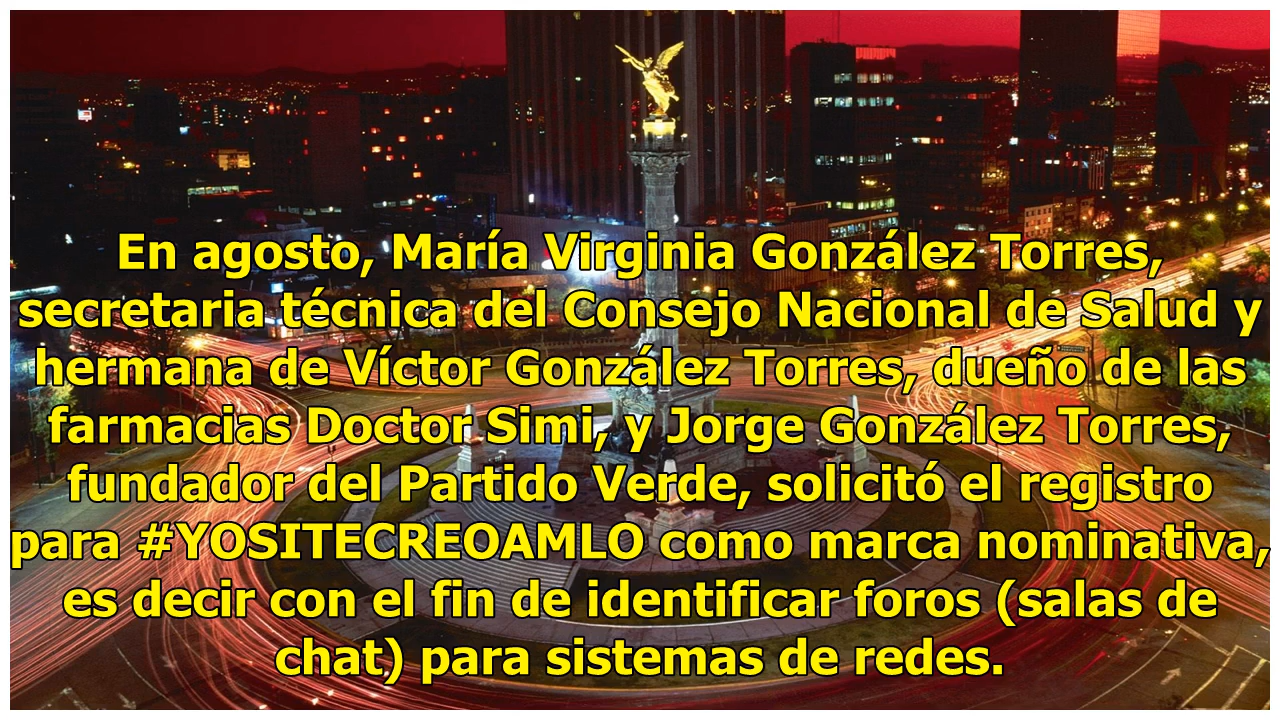 En agosto, María Virginia González Torres,
secretaria técnica del Consejo Nacional de Salud y
hermana de Víctor González Torres, dueño de las
farmacias Doctor Simi, y Jorge González Torres,
fundador del Partido Verde, solicitó el registro
para #YOSITECREOAMLO como marca nominativa,
es decir con el fin de identificar foros (salas de
chat) para sistemas de redes.